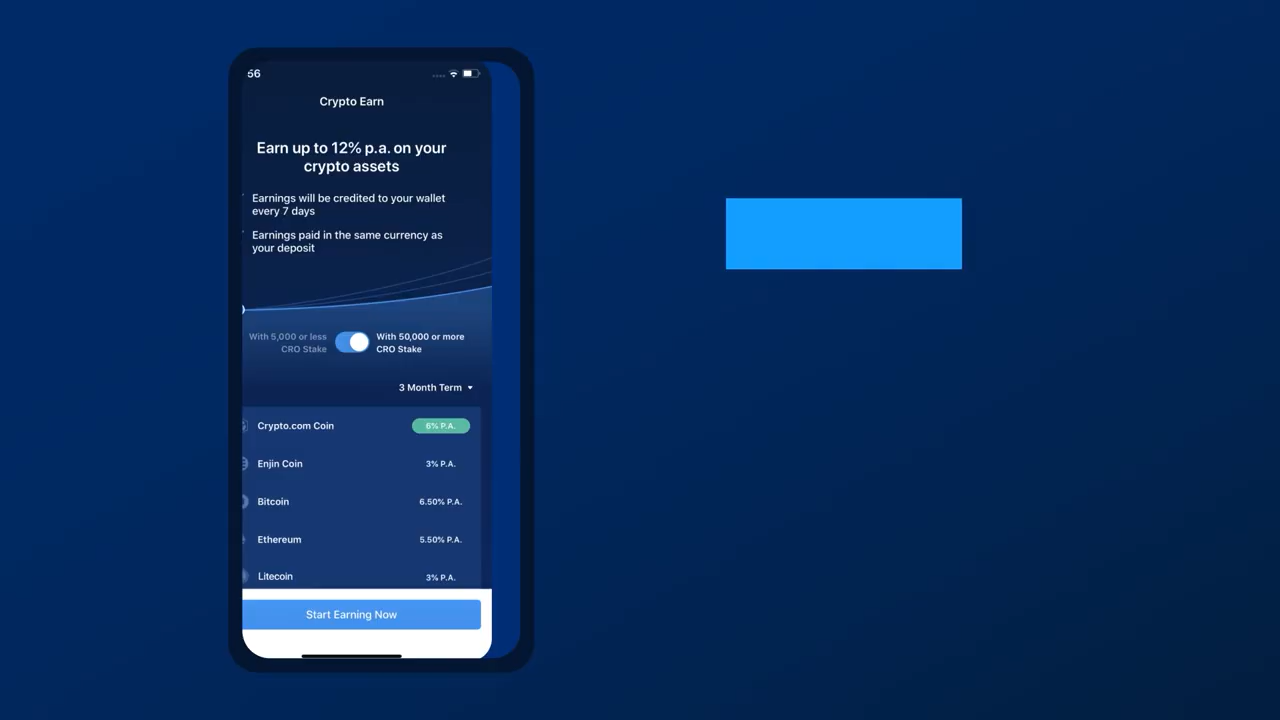 56
Crypto Earn
Earn up to 12% p.a. on your
crypto assets
Earnings will be credited to your wallet
every 7 days
Earnings paid in the same currency as
your deposit
With 5,000 or less
CRO Stake
With 50,000 or more
CRO Stake
3 Month Term
Crypto.com Coin 6% P.A.
Enjin Coin 3% P.A.
Bitcoin 6.50% P.A.
Ethereum 5.50% P.A.
Litecoin 3% P.A.
Start Earning Now